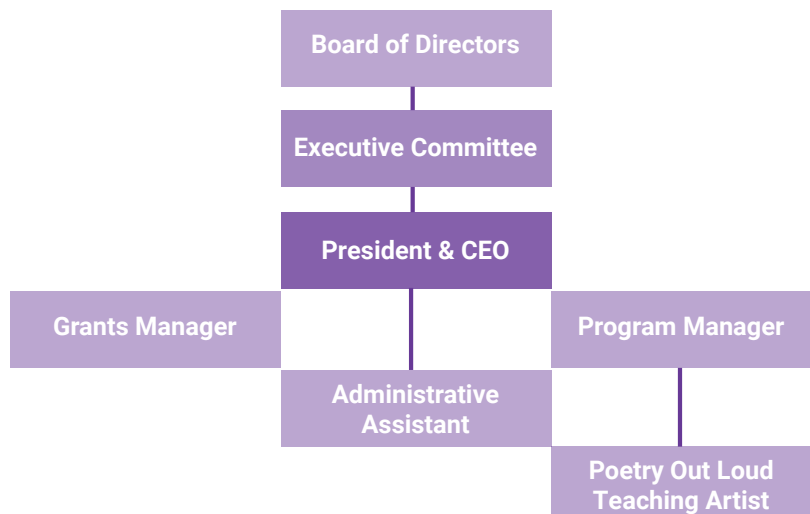 Board of Directors
Executive Committee
President & CEO
Grants Manager
Program Manager
Administrative
Assistant
Poetry Out Loud
Teaching Artist